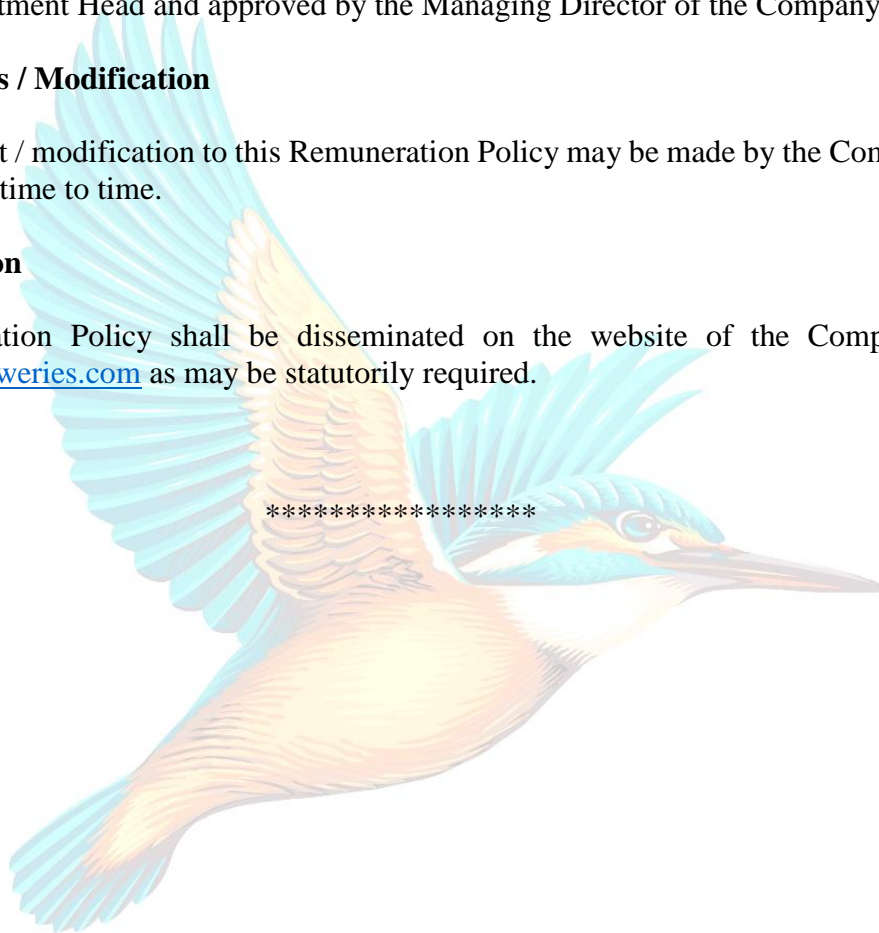 tment Head and approved by the Managing Director of the Company
s / Modification
t / modification to this Remuneration Policy may be made by the Com
time to time.
on
ation Policy shall be disseminated on the website of the Comp
weries.com as may be statutorily required.
*****************